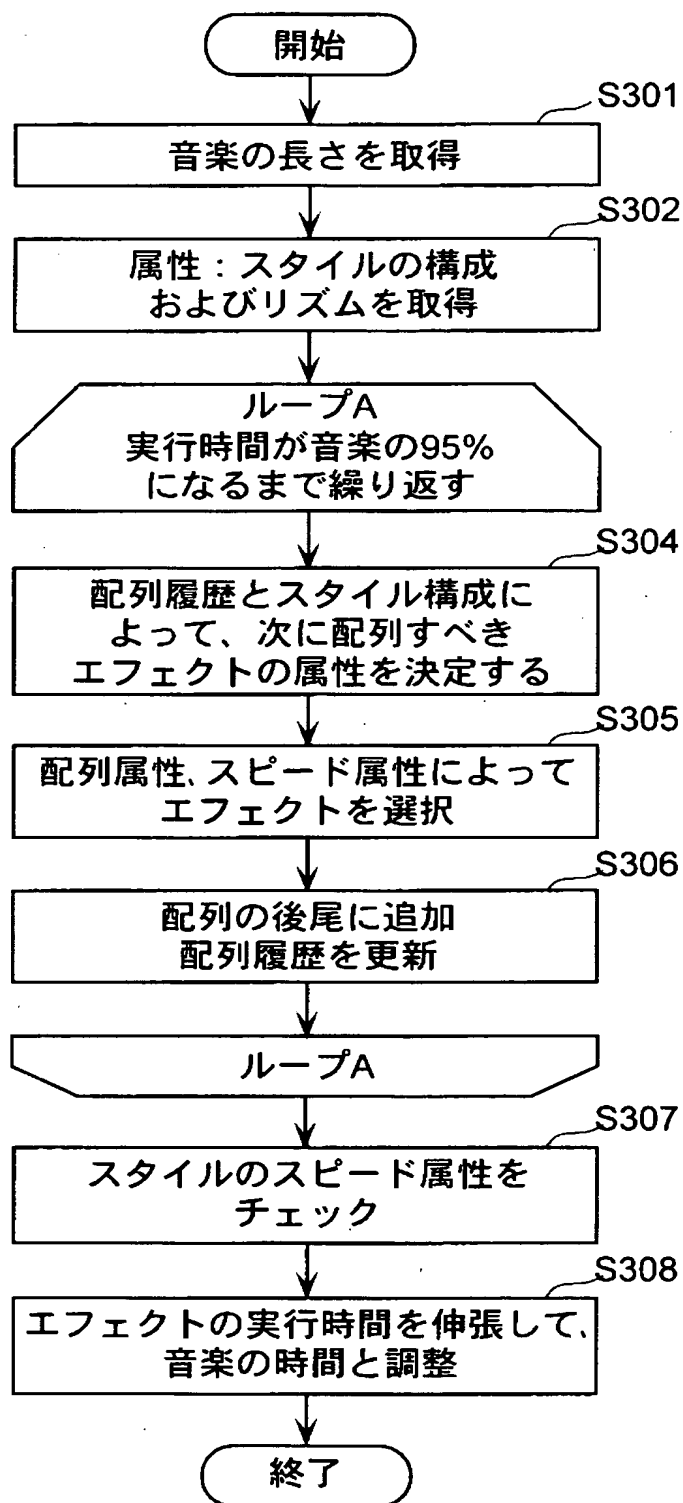 開始
S301
音楽の長さを取得
S302
属性：スタイルの構成
およびリズムを取得
ループA
実行時間が音楽の95%
になるまで繰り返す
S304
配列履歴とスタイル構成に
よって、次に配列すべき
エフェクトの属性を決定する
S305
配列属性、スピード属性によって
エフェクトを選択
S306
配列の後尾に追加
配列履歴を更新
ループA
S307
スタイルのスピード属性を
チェック
S308
エフェクトの実行時間を伸張して、
音楽の時間と調整
終了